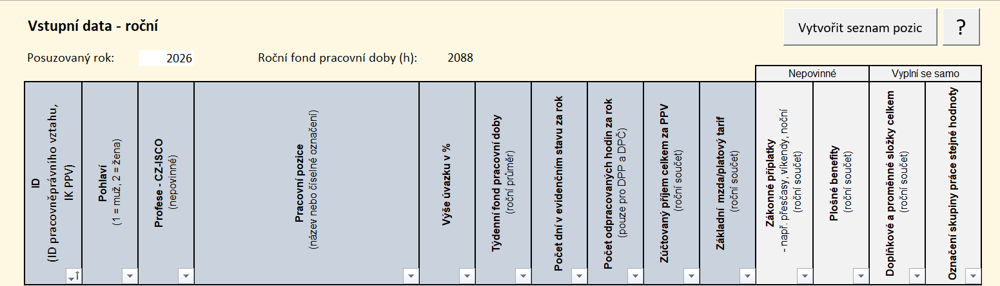 Vstupní data - roční
Vytvořit seznam pozic
?
Posuzovaný rok:
2026
Roční fond pracovní doby (h):
2088
Nepovinné
Vyplní se samo
ID
(ID pracovněprávního vztahu,
IK PPV)
Pohlaví
(1 = muž, 2 = žena)
Profese - CZ-ISCO
(nepovinné)
Pracovní pozice
(název nebo číselné označení)
Výše úvazku v %
Týdenní fond pracovní doby
(roční průměr)
Počet dní v evidenčním stavu za rok
Počet odpracovaných hodin za rok
(pouze pro DPP a DPČ)
Zúčtovaný příjem celkem za PPV
(roční součet)
Základní mzda/platový tarif
(roční součet)
Zákonné příplatky
- např. přesčasy, víkendy, noční
(roční součet)
Plošné benefity
(roční součet)
Doplňkové a proměnné složky celkem
(roční součet)
Označení skupiny práce stejné hodnoty